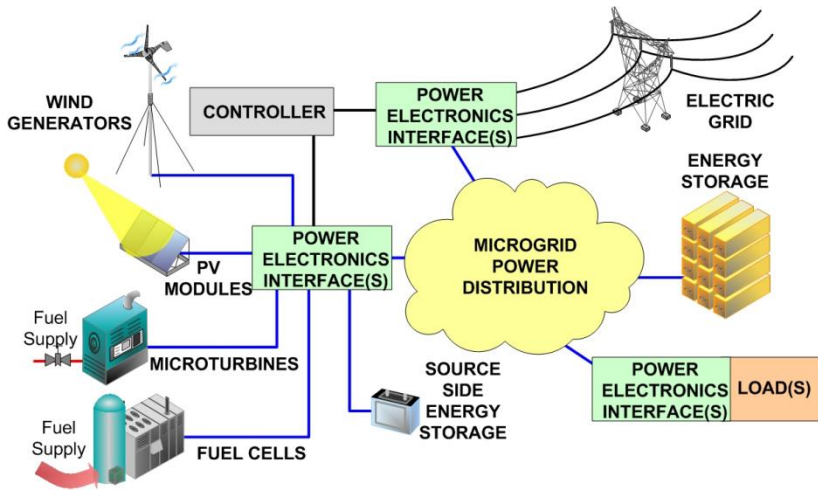 WIND
GENERATORS
CONTROLLER
POWER
ELECTRONICS
INTERFACE(S)
ELECTRIC
GRID
ENERGY
STORAGE
PV
MODULES
POWER
ELECTRONICS
INTERFACE(S)
MICROGRID
POWER
DISTRIBUTION
Fuel
Supply
MICROTURBINES
SOURCE
SIDE
ENERGY
STORAGE
POWER
ELECTRONICS
INTERFACE(S)
LOAD(S)
Fuel
Supply
FUEL CELLS